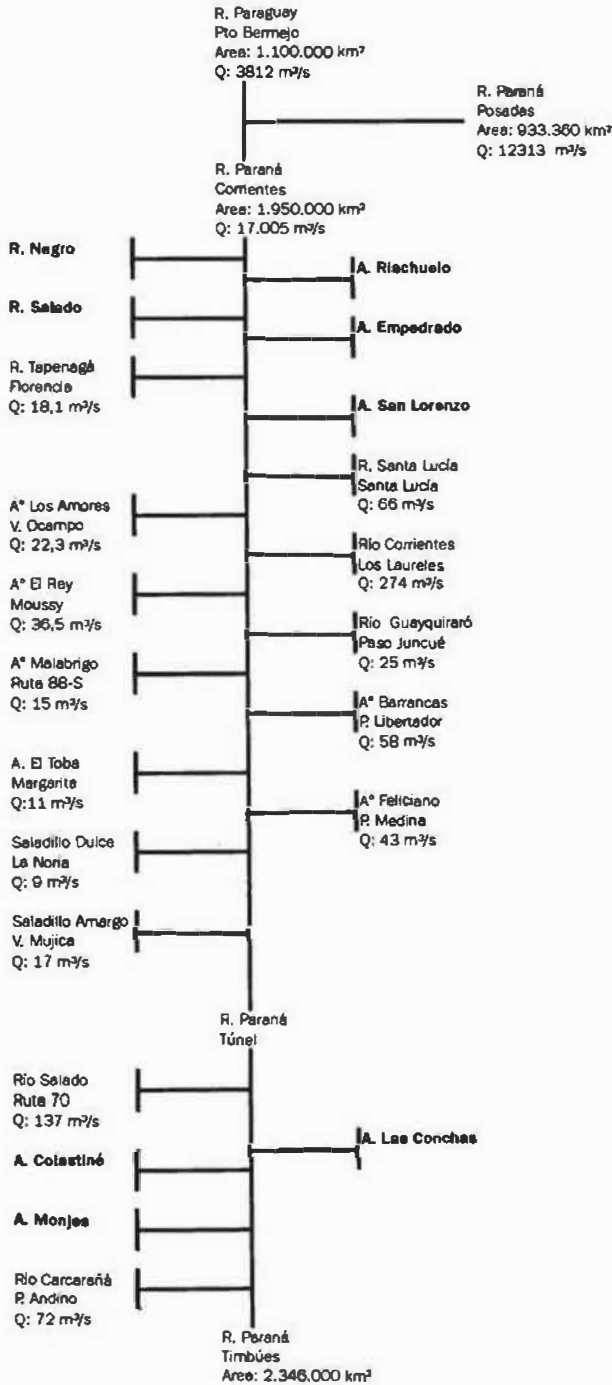 R. Paraguay
Pto Bermejo
Area: 1.100.000 km²
Q: 3812 m³/s
R. Paraná
Posadas
Area: 933.360 km²
Q: 12313 m³/s
R. Paraná
Corrientes
Area: 1.950.000 km²
Q: 17.005 m³/s
R. Negro
A. Riachuelo
R. Salado
A. Empedrado
R. Tapenagá
Florencia
Q: 18,1 m³/s
A. San Lorenzo
R. Santa Lucía
Santa Lucía
Q: 66 m³/s
A° Los Amores
V. Ocampo
Q: 22,3 m³/s
Río Corrientes
Los Laureles
Q: 274 m³/s
A° El Rey
Moussy
Q: 36,5 m³/s
Río Guayquiraró
Paso Juncué
Q: 25 m³/s
A° Malabrigo
Ruta 88-S
Q: 15 m³/s
A° Barrancas
P. Libertador
Q: 58 m³/s
A. El Toba
Margarita
Q:11 m³/s
A° Feliciano
P. Medina
Q: 43 m³/s
Saladillo Dulce
La Noria
Q: 9 m³/s
Saladillo Amargo
V. Mujica
Q: 17 m³/s
R. Paraná
Túnel
Río Salado
Ruta 70
Q: 137 m³/s
A. Las Conchas
A. Colastiné
A. Monjes
Río Carcarañá
P. Andino
Q: 72 m³/s
R. Paraná
Timbúes
Area: 2.346.000 km²